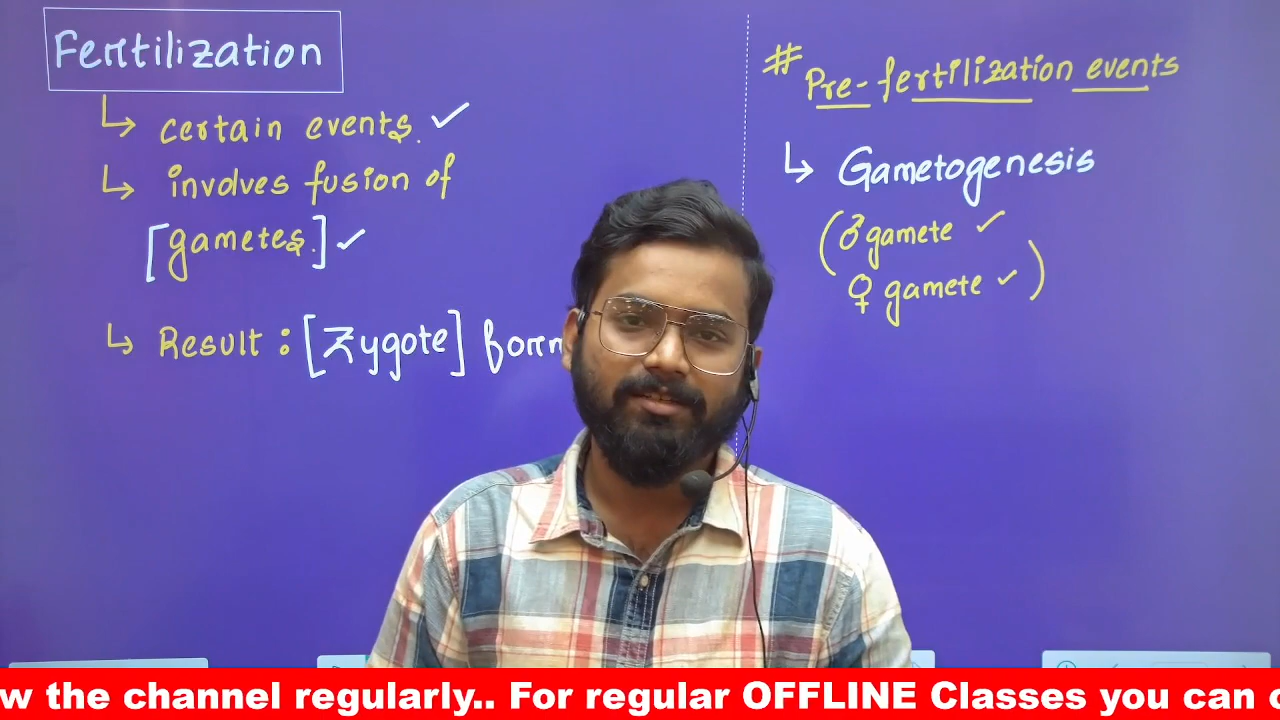 Fertilization
↳ certain events. ✓
↳ involves fusion of
[gametes.] ✓
↳ Result : [Zygote] form
# Pre-fertilization events
↳ Gametogenesis
(♂ gamete ✓
♀ gamete ✓)
w the channel regularly.. For regular OFFLINE Classes you can